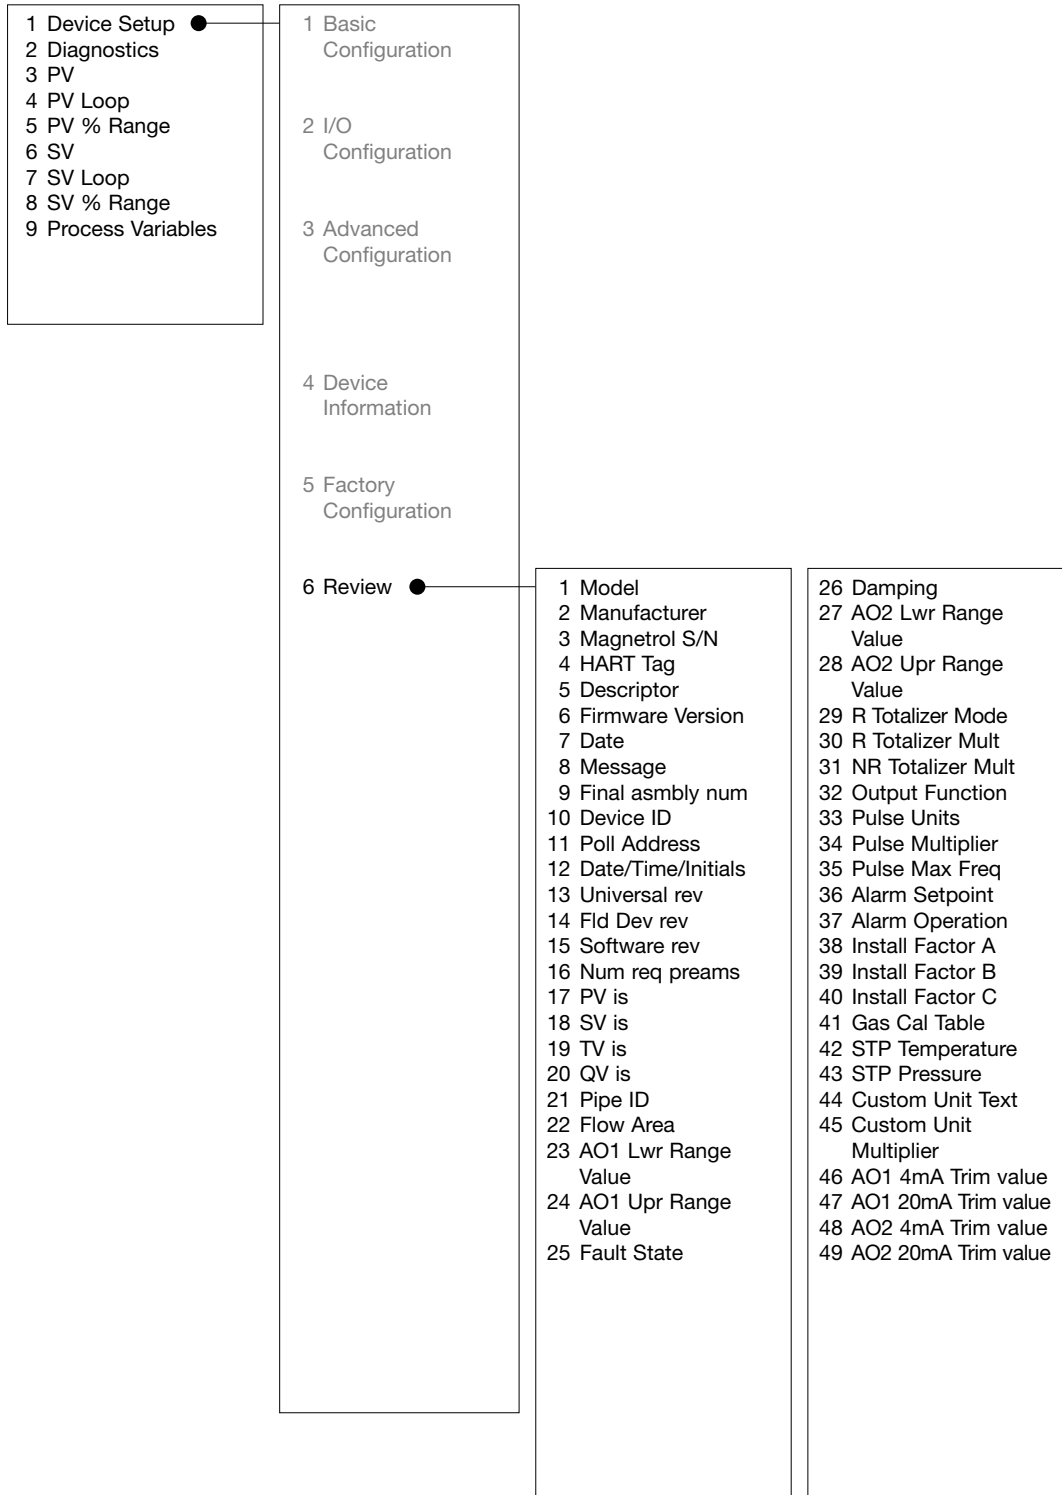 1 Device Setup
2 Diagnostics
3 PV
4 PV Loop
5 PV % Range
6 SV
7 SV Loop
8 SV % Range
9 Process Variables
1 Basic
Configuration
2 I/O
Configuration
3 Advanced
Configuration
4 Device
Information
5 Factory
Configuration
6 Review
1 Model
2 Manufacturer
3 Magnetrol S/N
4 HART Tag
5 Descriptor
6 Firmware Version
7 Date
8 Message
9 Final asmbly num
10 Device ID
11 Poll Address
12 Date/Time/Initials
13 Universal rev
14 Fld Dev rev
15 Software rev
16 Num req preams
17 PV is
18 SV is
19 TV is
20 QV is
21 Pipe ID
22 Flow Area
23 AO1 Lwr Range
Value
24 AO1 Upr Range
Value
25 Fault State
26 Damping
27 AO2 Lwr Range
Value
28 AO2 Upr Range
Value
29 R Totalizer Mode
30 R Totalizer Mult
31 NR Totalizer Mult
32 Output Function
33 Pulse Units
34 Pulse Multiplier
35 Pulse Max Freq
36 Alarm Setpoint
37 Alarm Operation
38 Install Factor A
39 Install Factor B
40 Install Factor C
41 Gas Cal Table
42 STP Temperature
43 STP Pressure
44 Custom Unit Text
45 Custom Unit
Multiplier
46 AO1 4mA Trim value
47 AO1 20mA Trim value
48 AO2 4mA Trim value
49 AO2 20mA Trim value